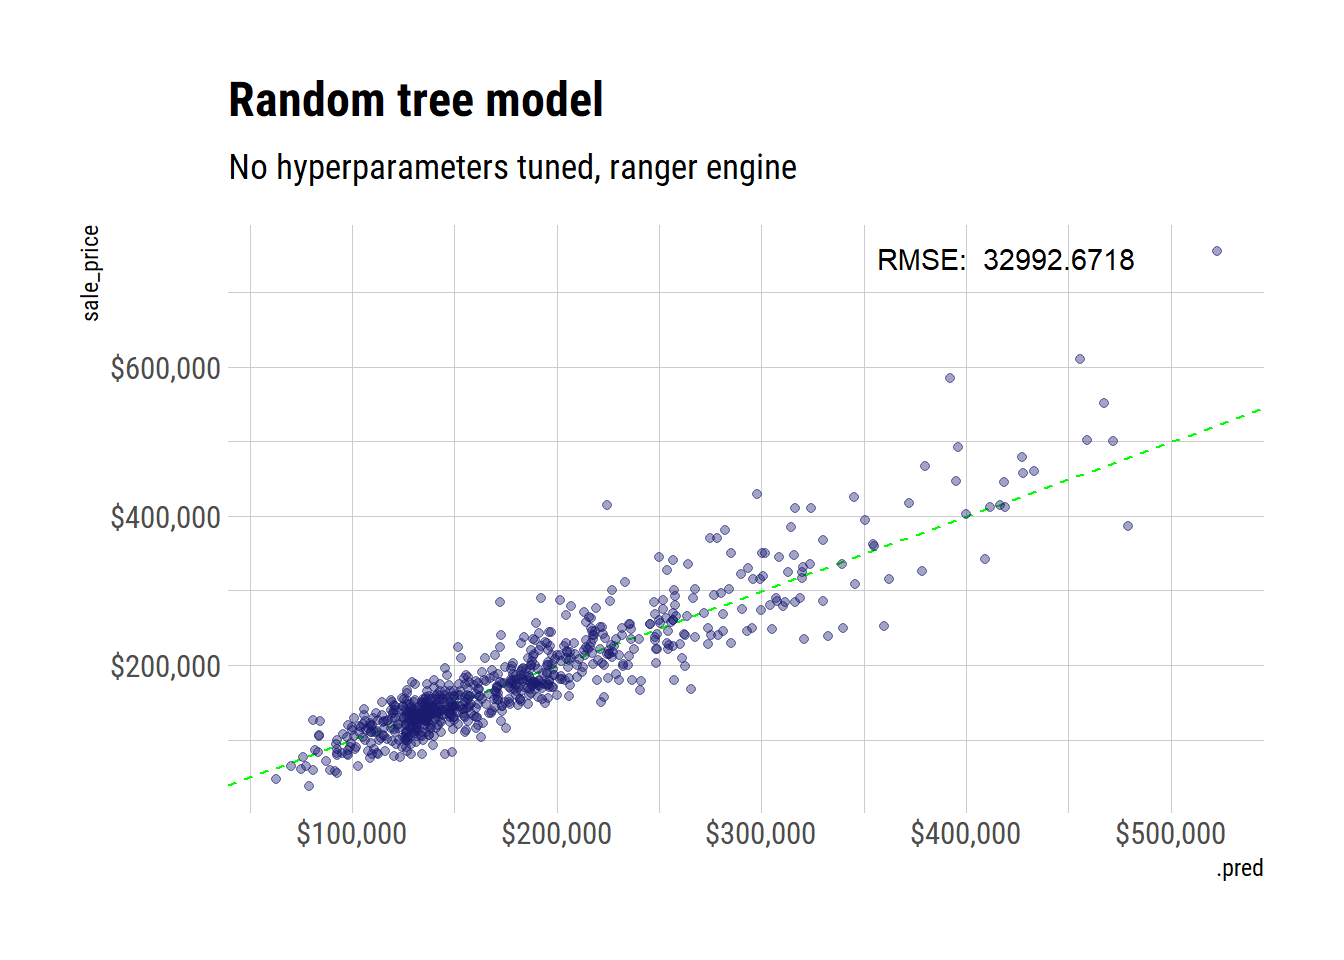 Random tree model
No hyperparameters tuned, ranger engine
sale_price
RMSE:  32992.6718
$600,000
$400,000
$200,000
$100,000
$200,000
$300,000
$400,000
$500,000
.pred